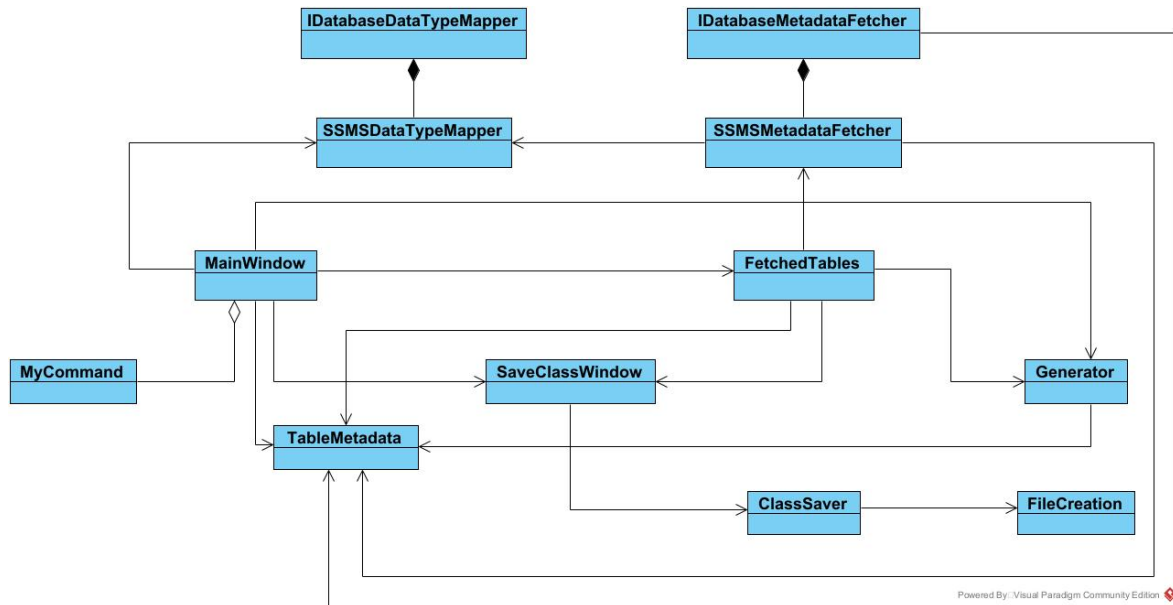 IDatabaseDataTypeMapper
IDatabaseMetadataFetcher
SSMSDataTypeMapper
SSMSMetadataFetcher
MainWindow
FetchedTables
MyCommand
SaveClassWindow
Generator
TableMetadata
ClassSaver
FileCreation
Powered By Visual Paradigm Community Edition